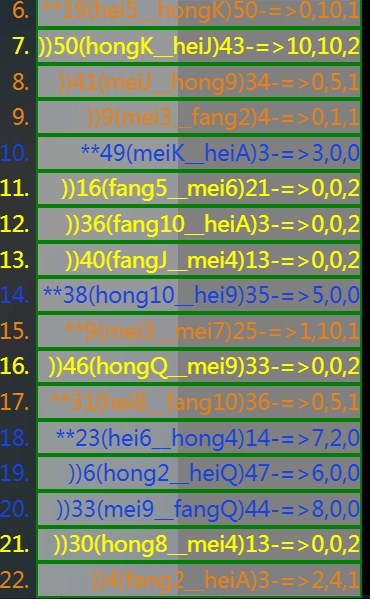 6. **19(hei5__hongK)50-=>0,10,1
7. ))50(hongK__heiJ)43-=>10,10,2
8. ))41(meiJ__hong9)34-=>0,5,1
9. ))9(mei3__fang2)4-=>0,1,1
10. **49(meiK__heiA)3-=>3,0,0
11. ))16(fang5__mei6)21-=>0,0,2
12. ))36(fang10__heiA)3-=>0,0,2
13. ))40(fangJ__mei4)13-=>0,0,2
14. **38(hong10__hei9)35-=>5,0,0
15. **9(mei3__mei7)25-=>1,10,1
16. ))46(hongQ__mei9)33-=>0,0,2
17. **31(hei8__fang10)36-=>0,5,1
18. **23(hei6__hong4)14-=>7,2,0
19. ))6(hong2__heiQ)47-=>6,0,0
20. ))33(mei9__fangQ)44-=>8,0,0
21. ))30(hong8__mei4)13-=>0,0,2
22. ))4(fang2__heiA)3-=>2,4,1